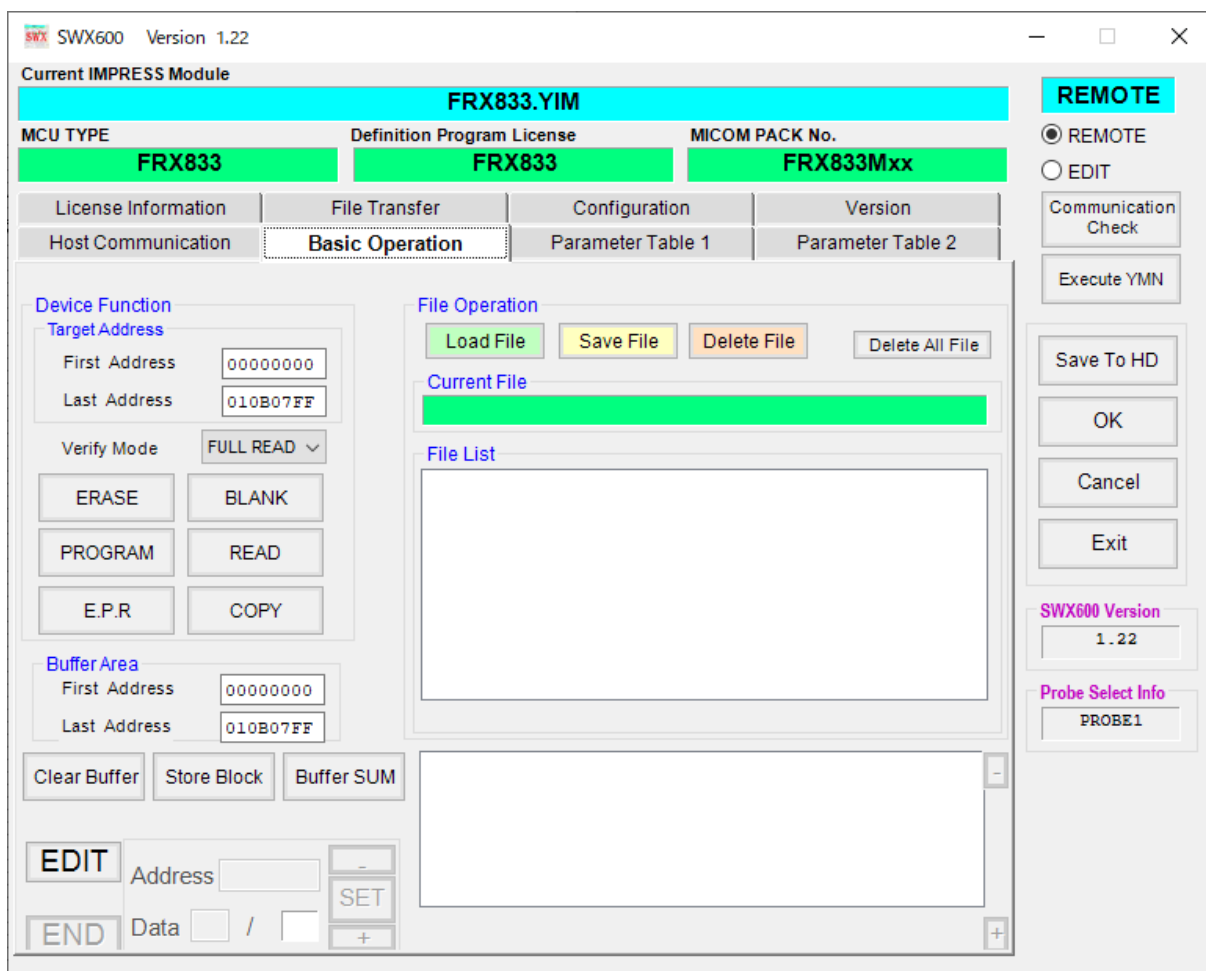 SWX SWX600 Version 1.22
Current IMPRESS Module
FRX833.YIM
MCU TYPE Definition Program License MICOM PACK No.
FRX833 FRX833 FRX833Mxx
License Information File Transfer Configuration Version
Host Communication Basic Operation Parameter Table 1 Parameter Table 2
Device Function
Target Address
First Address 00000000
Last Address 010B07FF
Verify Mode FULL READ
ERASE BLANK
PROGRAM READ
E.P.R COPY
Buffer Area
First Address 00000000
Last Address 010B07FF
Clear Buffer Store Block Buffer SUM
EDIT
Address
-
SET
END
Data /
+
File Operation
Load File Save File Delete File Delete All File
Current File
File List
-
+
REMOTE
REMOTE
EDIT
Communication
Check
Execute YMN
Save To HD
OK
Cancel
Exit
SWX600 Version
1.22
Probe Select Info
PROBE1